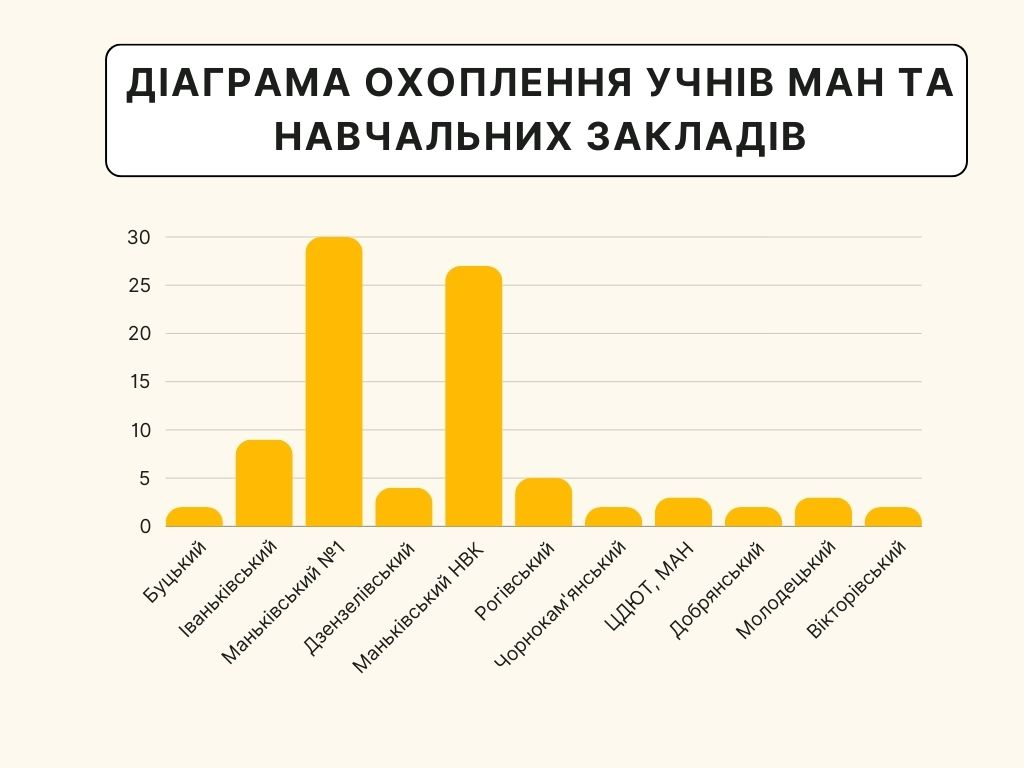 ДІАГРАМА ОХОПЛЕННЯ УЧНІВ МАН ТА
НАВЧАЛЬНИХ ЗАКЛАДІВ
30
25
20
15
10
5
0
Буцький
Іваньківський
Маньківський №1
Дзензелівський
Маньківський НВК
Рогівський
Чорнокам'янський
ЦДЮТ, МАН
Добрянський
Молодецький
Вікторівський